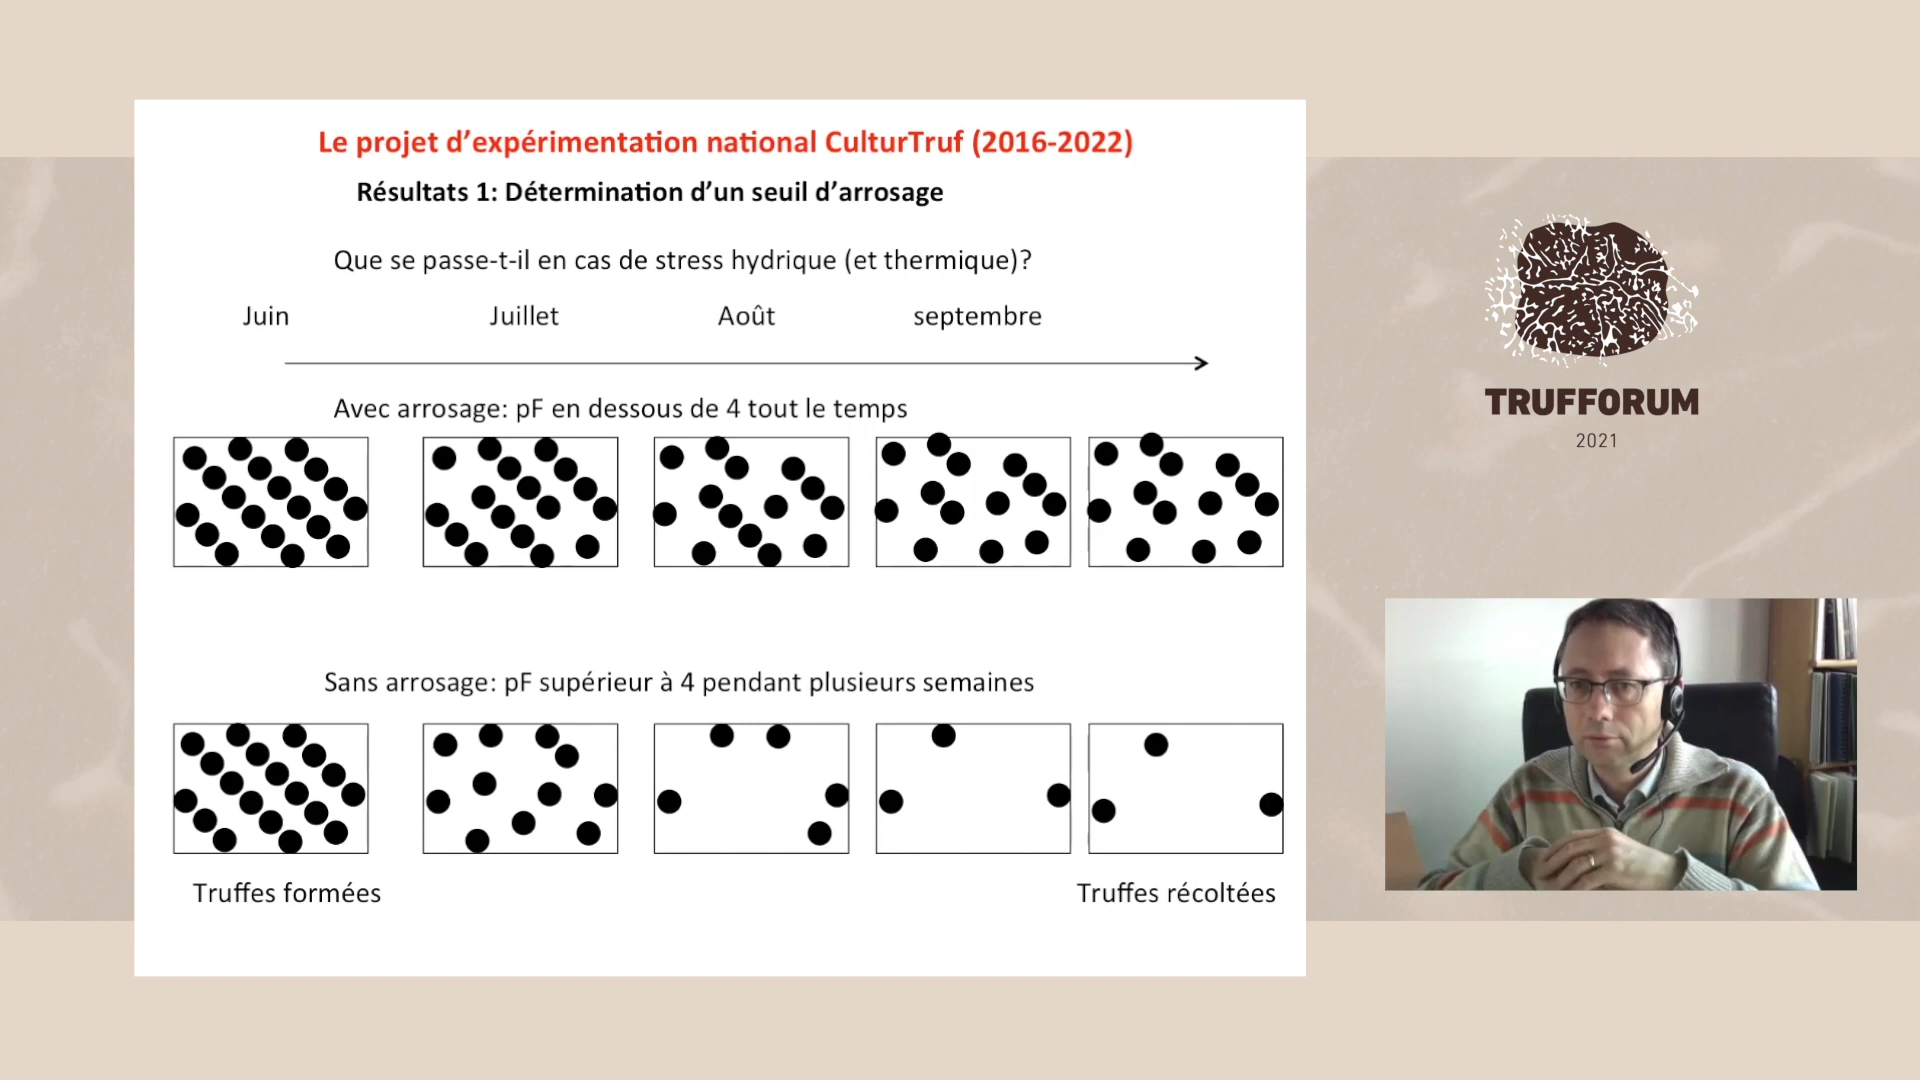 Le projet d’expérimentation national CulturTruf (2016-2022)
Résultats 1: Détermination d’un seuil d’arrosage
Que se passe-t-il en cas de stress hydrique (et thermique)?
Juin Juillet Août septembre
Avec arrosage: pF en dessous de 4 tout le temps
Sans arrosage: pF supérieur à 4 pendant plusieurs semaines
Truffes formées Truffes récoltées
TRUFFORUM
2021